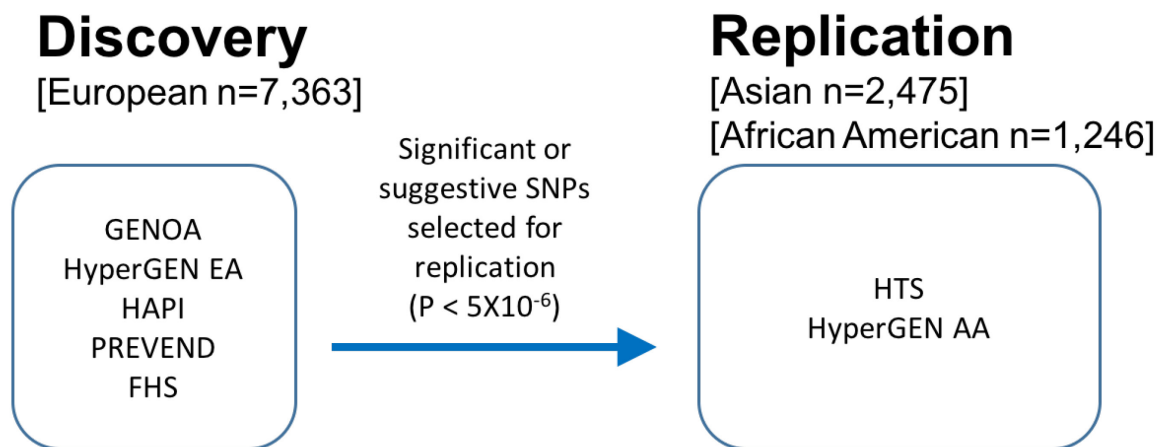 Discovery
[European n=7,363]
GENOA
HyperGEN EA
HAPI
PREVEND
FHS
Significant or
suggestive SNPs
selected for
replication
(P < 5X10⁻⁶)
Replication
[Asian n=2,475]
[African American n=1,246]
HTS
HyperGEN AA